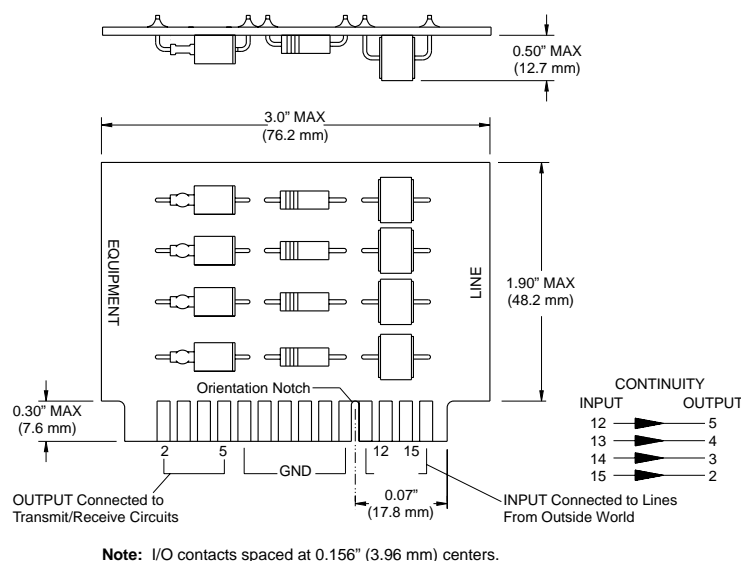 0.50” MAX
(12.7 mm)
3.0” MAX
(76.2 mm)
EQUIPMENT
LINE
1.90” MAX
(48.2 mm)
Orientation Notch
0.30” MAX
(7.6 mm)
2 5 GND 12 15
CONTINUITY
INPUT OUTPUT
12 5
13 4
14 3
15 2
0.07”
(17.8 mm)
OUTPUT Connected to
Transmit/Receive Circuits
INPUT Connected to Lines
From Outside World
Note: I/O contacts spaced at 0.156” (3.96 mm) centers.